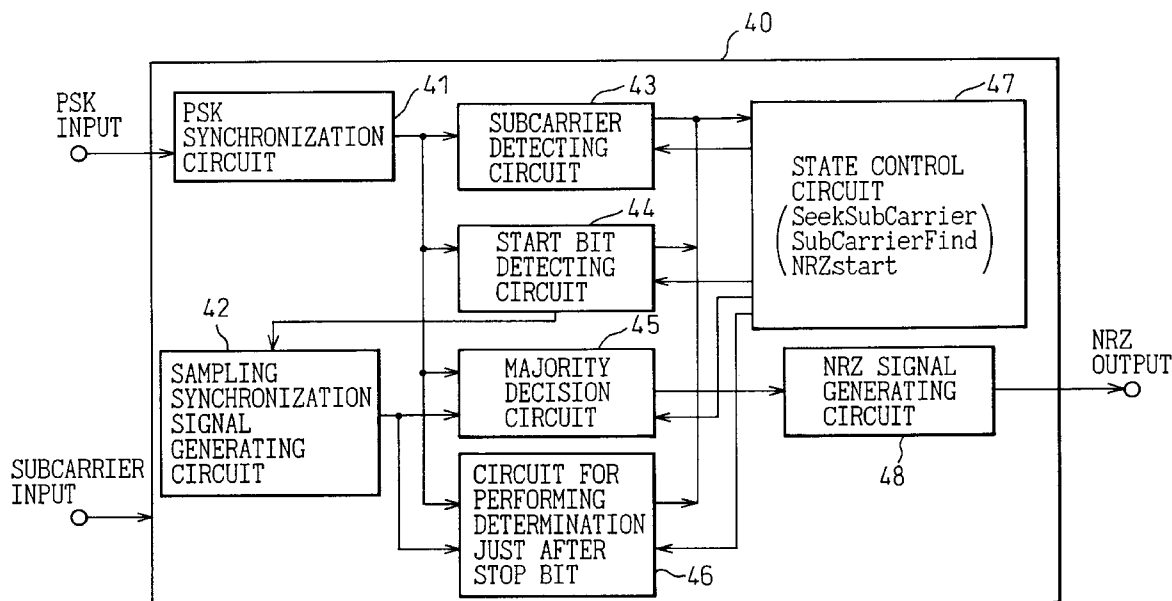 40
PSK
INPUT
41
PSK
SYNCHRONIZATION
CIRCUIT
43
SUBCARRIER
DETECTING
CIRCUIT
47
STATE CONTROL
CIRCUIT
SeekSubCarrier
SubCarrierFind
NRZstart
44
START BIT
DETECTING
CIRCUIT
42
SAMPLING
SYNCHRONIZATION
SIGNAL
GENERATING
CIRCUIT
45
MAJORITY
DECISION
CIRCUIT
NRZ SIGNAL
GENERATING
CIRCUIT
48
NRZ
OUTPUT
SUBCARRIER
INPUT
CIRCUIT FOR
PERFORMING
DETERMINATION
JUST AFTER
STOP BIT
46